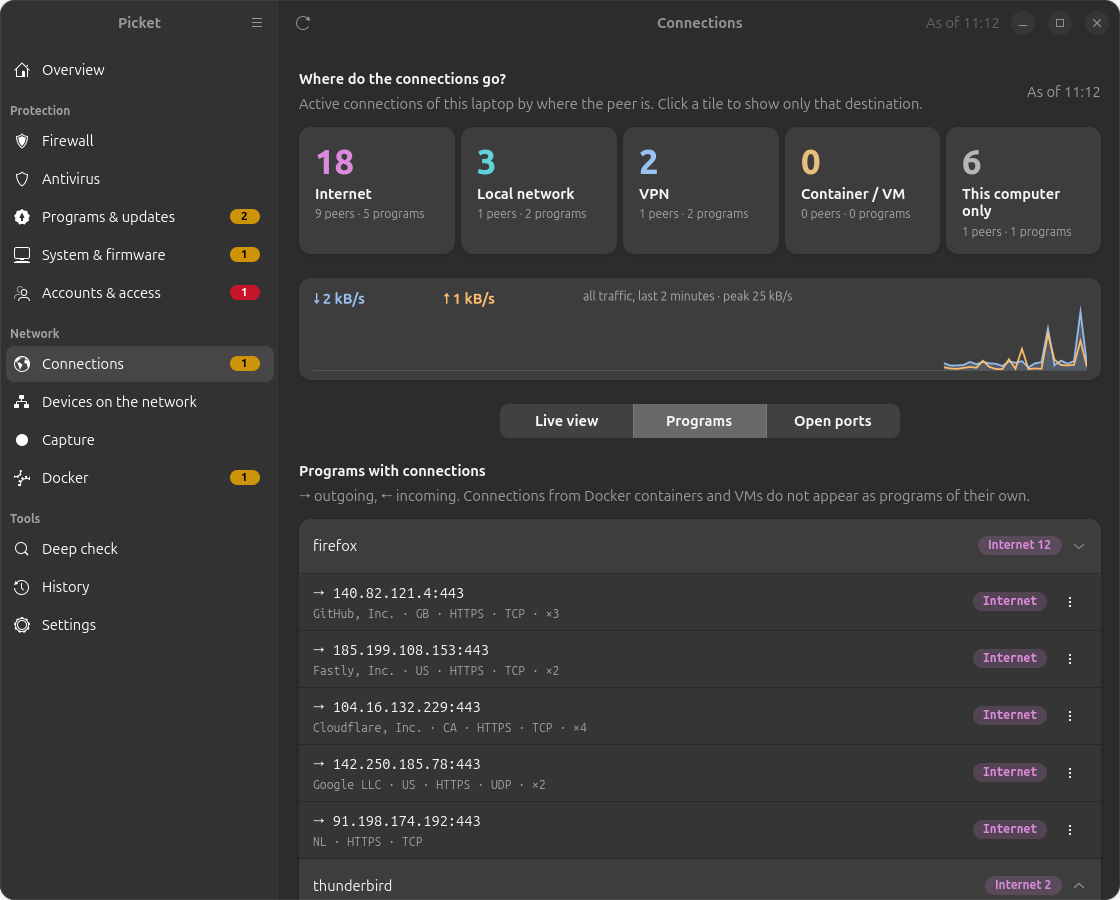 Picket
Connections
As of 11:12
Overview
Protection
Firewall
Antivirus
Programs & updates 2
System & firmware 1
Accounts & access 1
Network
Connections 1
Devices on the network
Capture
Docker 1
Tools
Deep check
History
Settings
Where do the connections go?
Active connections of this laptop by where the peer is. Click a tile to show only that destination.
As of 11:12
18
Internet
9 peers · 5 programs
3
Local network
1 peers · 2 programs
2
VPN
1 peers · 2 programs
0
Container / VM
0 peers · 0 programs
6
This computer
only
1 peers · 1 programs
↓ 2 kB/s
↑ 1 kB/s
all traffic, last 2 minutes · peak 25 kB/s
Live view
Programs
Open ports
Programs with connections
→ outgoing, ← incoming. Connections from Docker containers and VMs do not appear as programs of their own.
firefox
Internet 12
→ 140.82.121.4:443
GitHub, Inc. · GB · HTTPS · TCP · ×3
Internet
→ 185.199.108.153:443
Fastly, Inc. · US · HTTPS · TCP · ×2
Internet
→ 104.16.132.229:443
Cloudflare, Inc. · CA · HTTPS · TCP · ×4
Internet
→ 142.250.185.78:443
Google LLC · US · HTTPS · UDP · ×2
Internet
→ 91.198.174.192:443
NL · HTTPS · TCP
Internet
thunderbird
Internet 2